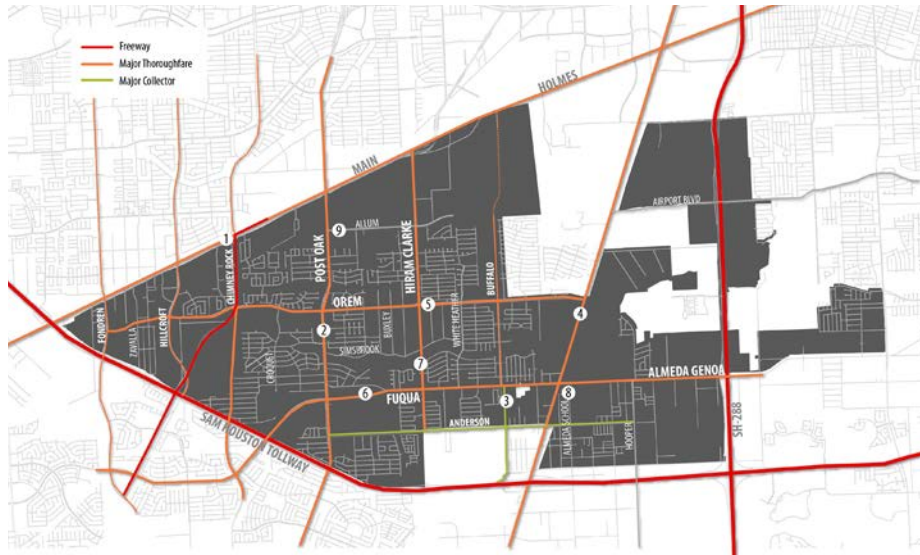 Freeway
Major Thoroughfare
Major Collector
HOLMES
MAIN
AIRPORT BLVD
9
ALLUM
1
POST OAK
HIRAM CLARKE
CHIMNEY ROCK
BUFFALO
OREM
5
4
FONDREN
ZAVALLA
HILLCROFT
2
BUXLEY
WHITE HEATHER
SIMSBROOK
CROQUET
7
ALMEDA GENOA
6
FUQUA
3
8
ANDERSON
ALMEDA SCHOOL
HOOPER
SH-288
SAM HOUSTON TOLLWAY